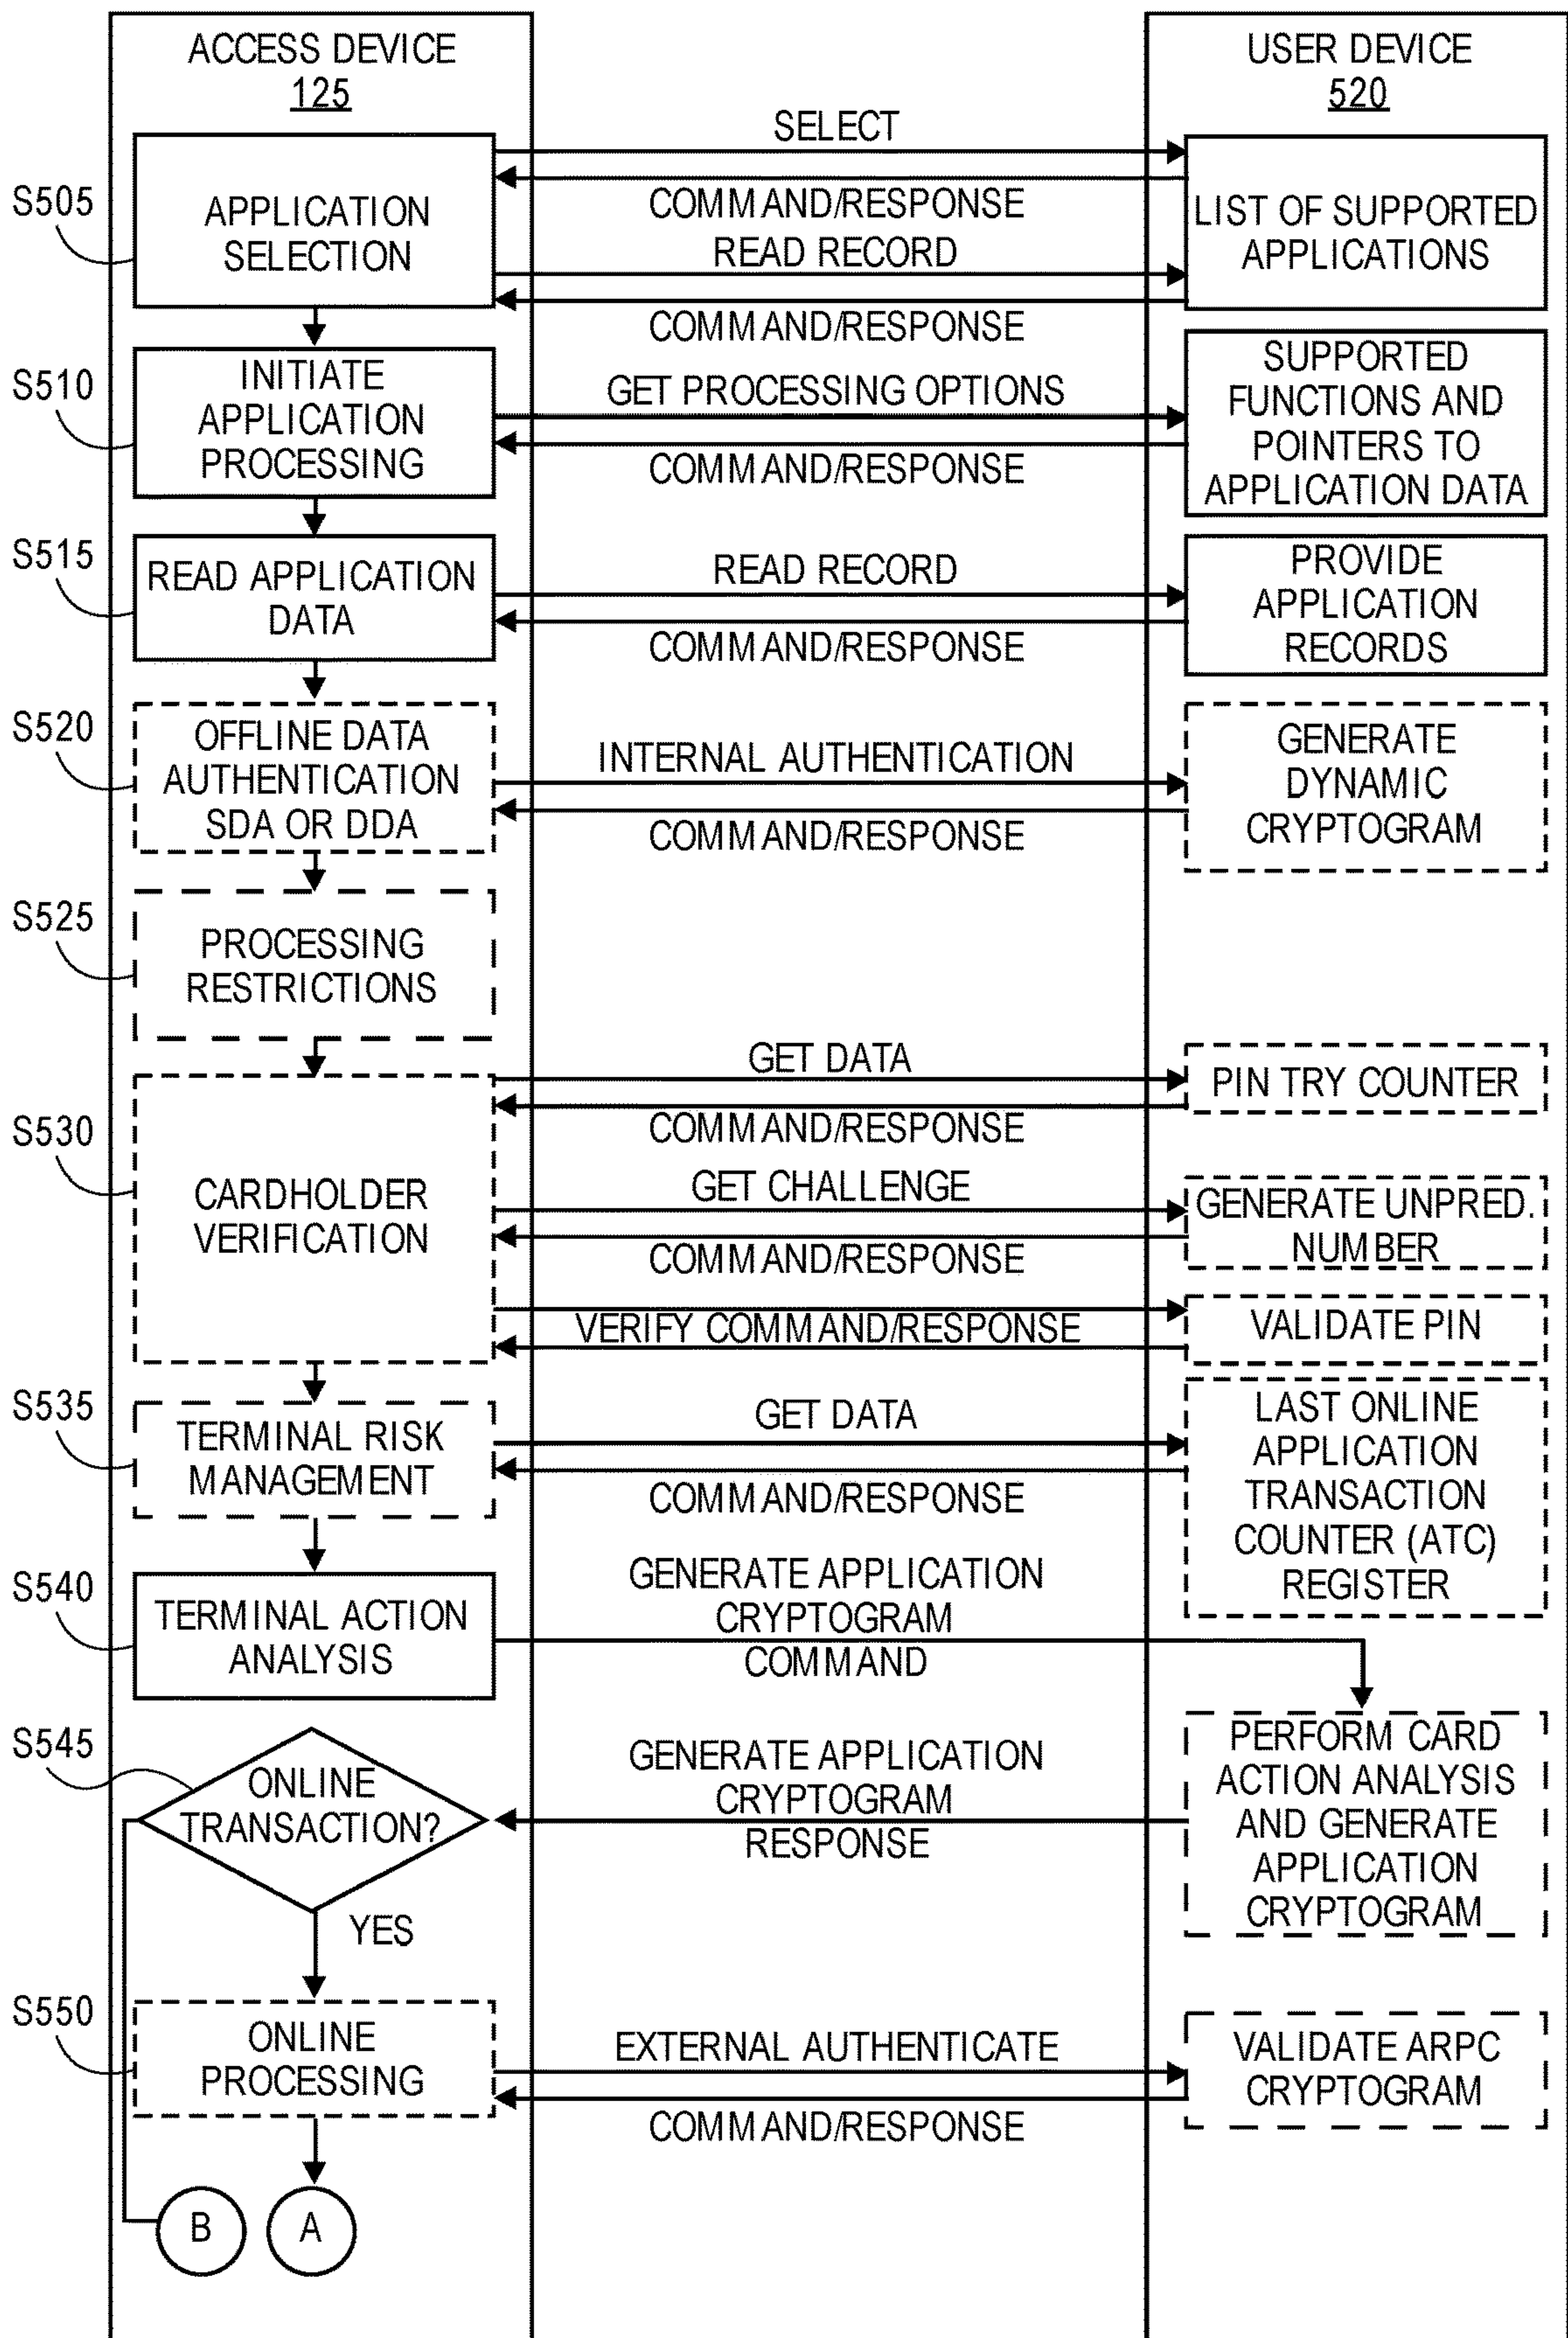 ACCESS DEVICE
125
USER DEVICE
520
S505
APPLICATION
SELECTION
SELECT
COMMAND/RESPONSE
READ RECORD
COMMAND/RESPONSE
LIST OF SUPPORTED
APPLICATIONS
S510
INITIATE
APPLICATION
PROCESSING
GET PROCESSING OPTIONS
COMMAND/RESPONSE
SUPPORTED
FUNCTIONS AND
POINTERS TO
APPLICATION DATA
S515
READ APPLICATION
DATA
READ RECORD
COMMAND/RESPONSE
PROVIDE
APPLICATION
RECORDS
S520
OFFLINE DATA
AUTHENTICATION
SDA OR DDA
INTERNAL AUTHENTICATION
COMMAND/RESPONSE
GENERATE
DYNAMIC
CRYPTOGRAM
S525
PROCESSING
RESTRICTIONS
S530
CARDHOLDER
VERIFICATION
GET DATA
COMMAND/RESPONSE
PIN TRY COUNTER
GET CHALLENGE
COMMAND/RESPONSE
GENERATE UNPRED.
NUMBER
VERIFY COMMAND/RESPONSE
VALIDATE PIN
S535
TERMINAL RISK
MANAGEMENT
GET DATA
COMMAND/RESPONSE
LAST ONLINE
APPLICATION
TRANSACTION
COUNTER (ATC)
REGISTER
S540
TERMINAL ACTION
ANALYSIS
GENERATE APPLICATION
CRYPTOGRAM
COMMAND
S545
ONLINE
TRANSACTION?
YES
GENERATE APPLICATION
CRYPTOGRAM
RESPONSE
PERFORM CARD
ACTION ANALYSIS
AND GENERATE
APPLICATION
CRYPTOGRAM
S550
ONLINE
PROCESSING
EXTERNAL AUTHENTICATE
COMMAND/RESPONSE
VALIDATE ARPC
CRYPTOGRAM
B
A